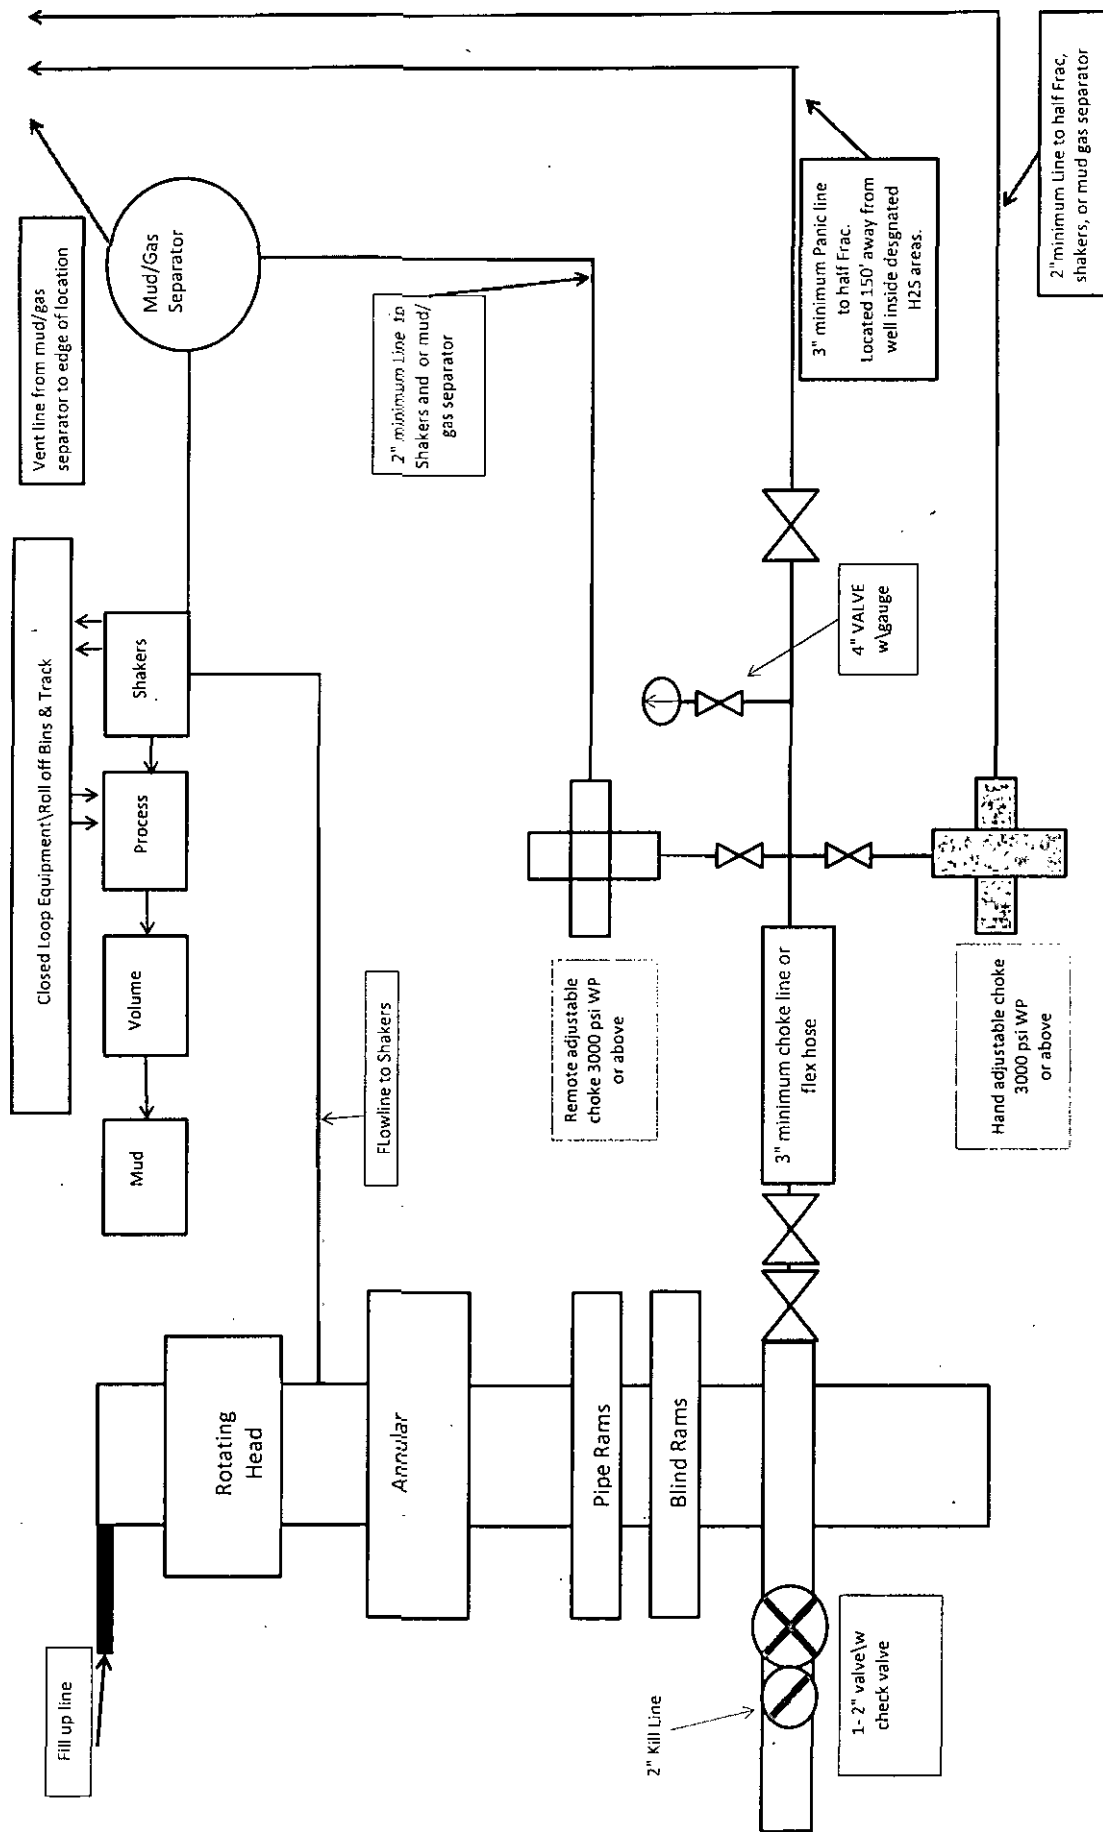 Fill up line
Rotating
Head
Annular
Pipe Rams
Blind Rams
2" Kill Line
1- 2" valve\w
check valve
Mud
Volume
Process
Shakers
Closed Loop Equipment\Roll off Bins & Track
FLowline to Shakers
Vent line from mud/gas
separator to edge of location
Mud/Gas
Separator
2" minimum Line to
Shakers and or mud/
gas separator
Remote adjustable
choke 3000 psi WP
or above
3" minimum choke line or
flex hose
Hand adjustable choke
3000 psi WP
or above
4" VALVE
w\gauge
3" minimum Panic line
to half Frac.
Located 150' away from
well inside desgnated
H2S areas.
2"minimum Line to half Frac,
shakers, or mud gas separator